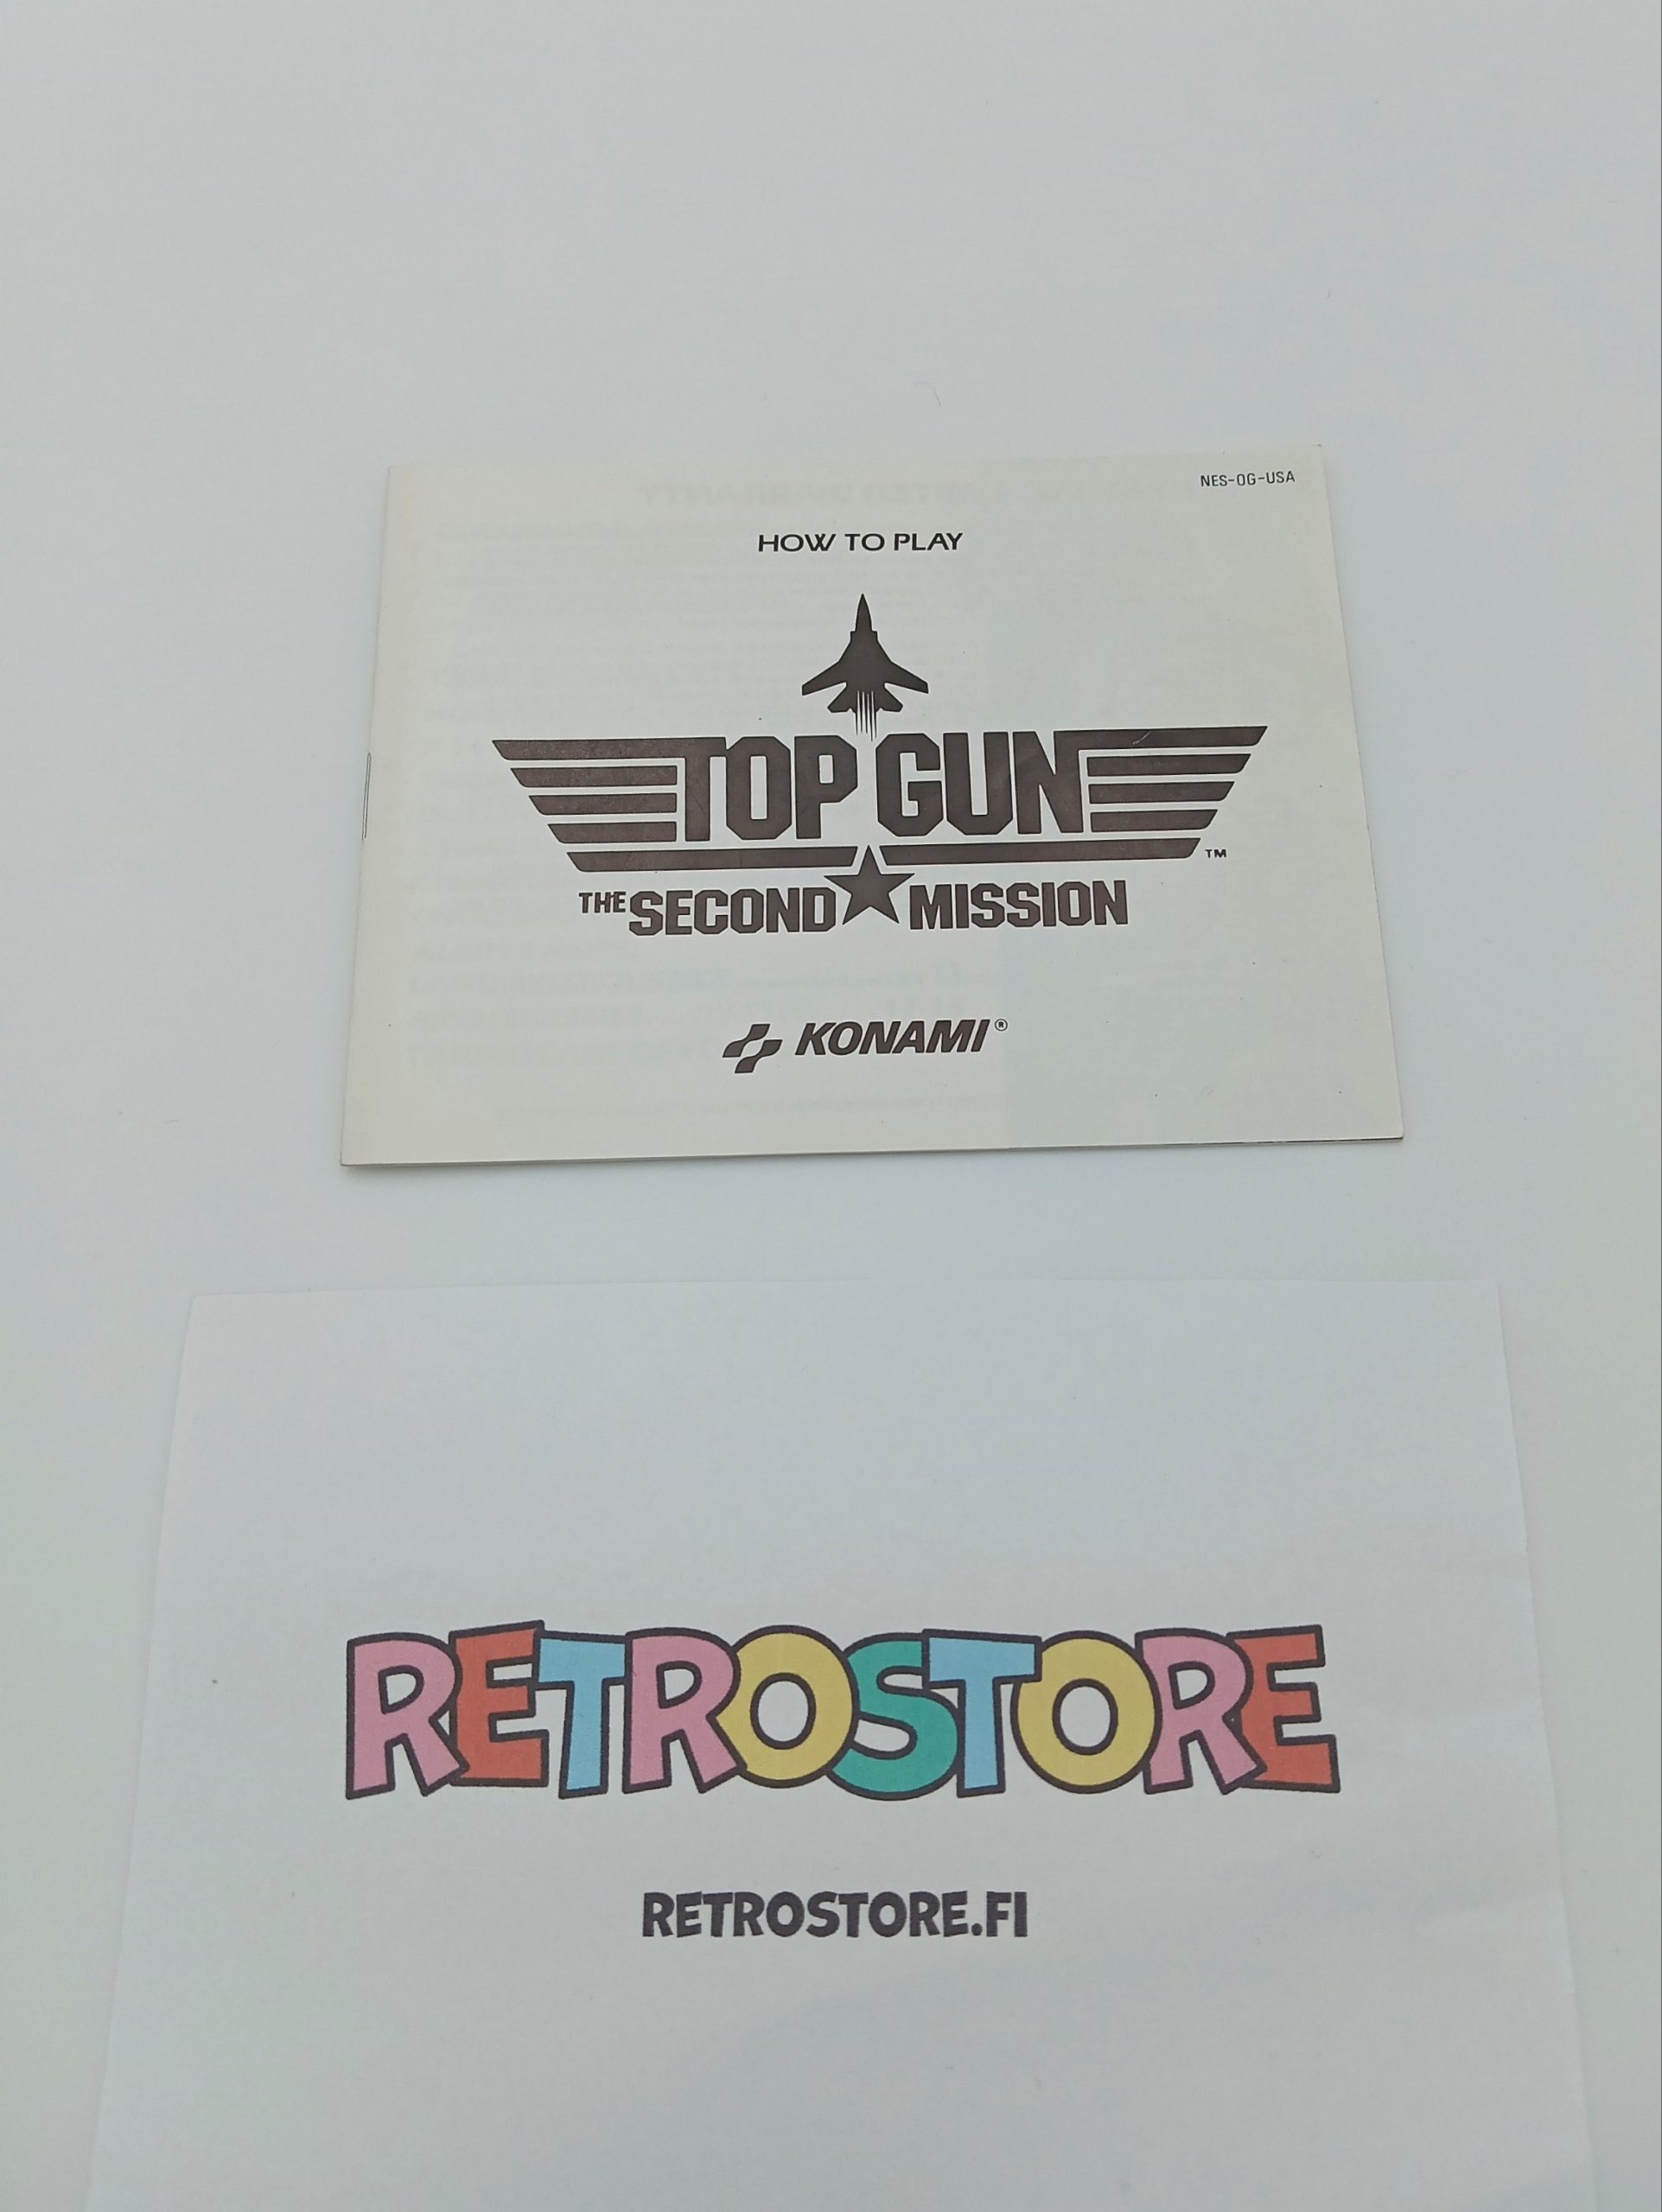 NES-OG-USA
HOW TO PLAY
TOP GUN
TM
THE SECOND MISSION
KONAMI®
RETROSTORE
RETROSTORE.FI